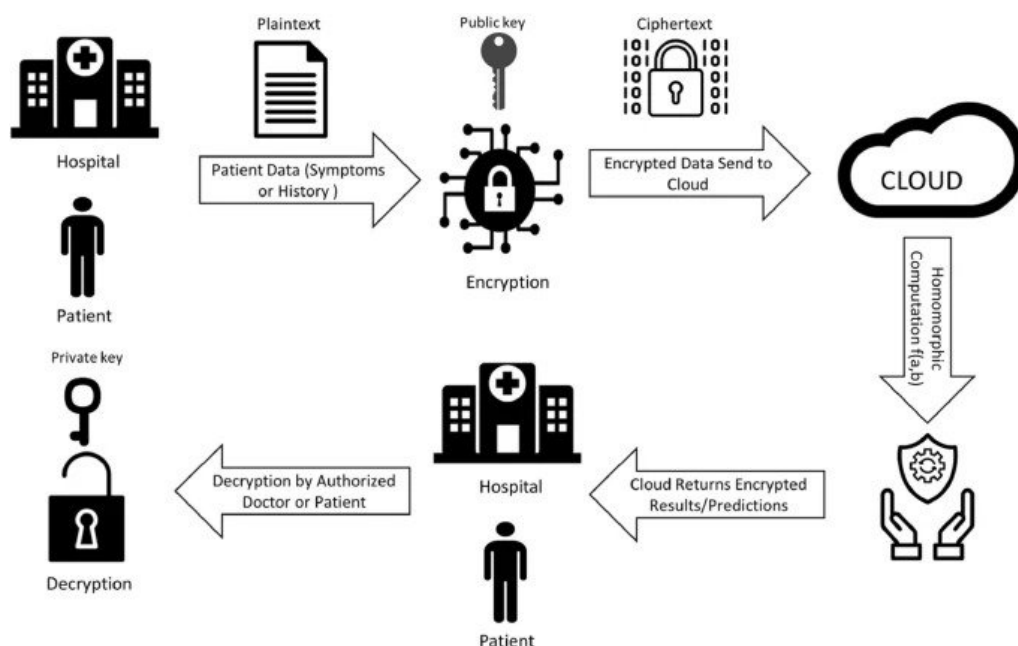 Plaintext
Public key
Ciphertext
Hospital
Patient Data (Symptoms
or History )
Encrypted Data Send to
Cloud
CLOUD
Encryption
Patient
Homomorphic
Computation f(a,b)
Private key
Decryption by Authorized
Doctor or Patient
Hospital
Cloud Returns Encrypted
Results/Predictions
Decryption
Patient